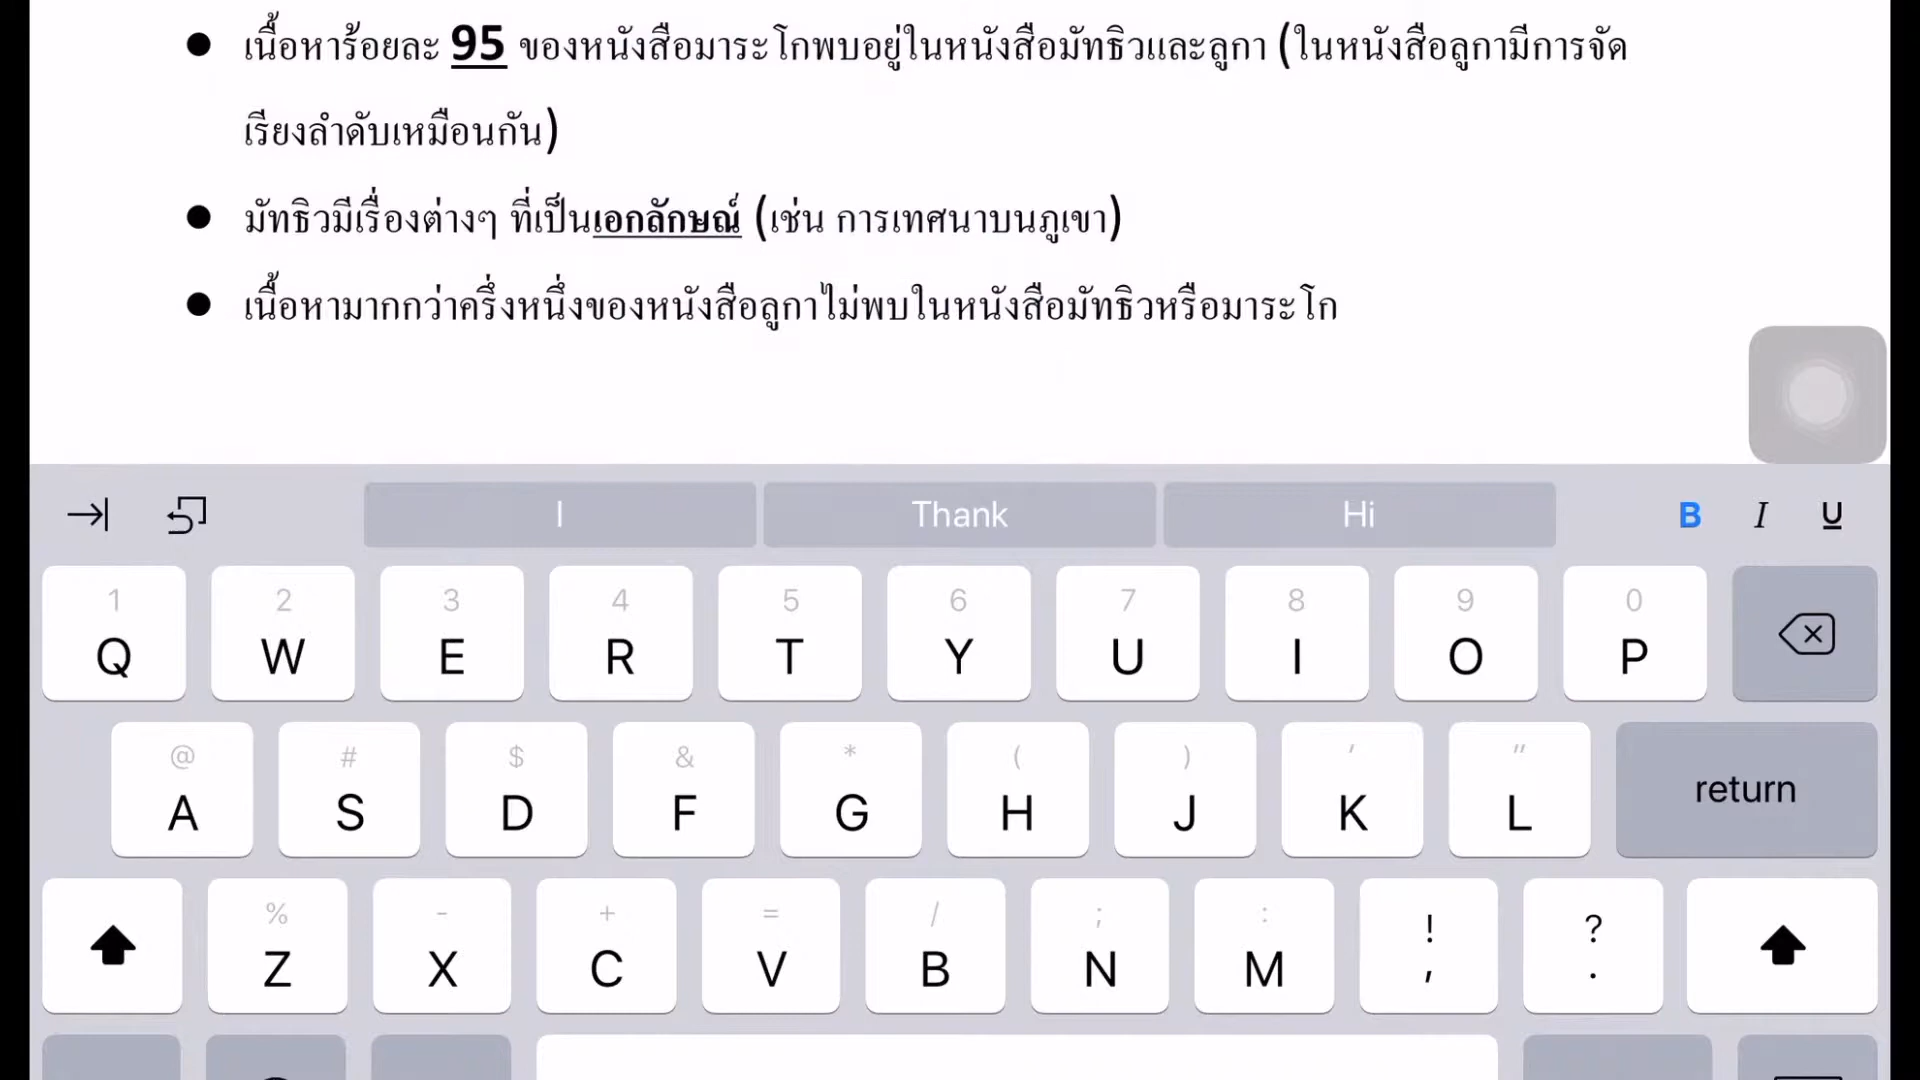 ● เนื้อหาร้อยละ 95 ของหนังสือมาระโกพบอยู่ในหนังสือมัทธิวและลูกา (ในหนังสือลูกามีการจัด
เรียงลำดับเหมือนกัน)
● มัทธิวมีเรื่องต่างๆ ที่เป็นเอกลักษณ์ (เช่น การเทศนาบนภูเขา)
● เนื้อหามากกว่าครึ่งหนึ่งของหนังสือลูกาไม่พบในหนังสือมัทธิวหรือมาระโก
I Thank Hi B I U
1 2 3 4 5 6 7 8 9 0
Q W E R T Y U I O P
@ # $ & * ( ) ' "
A S D F G H J K L return
% - + = / ; : ! ?
Z X C V B N M , .